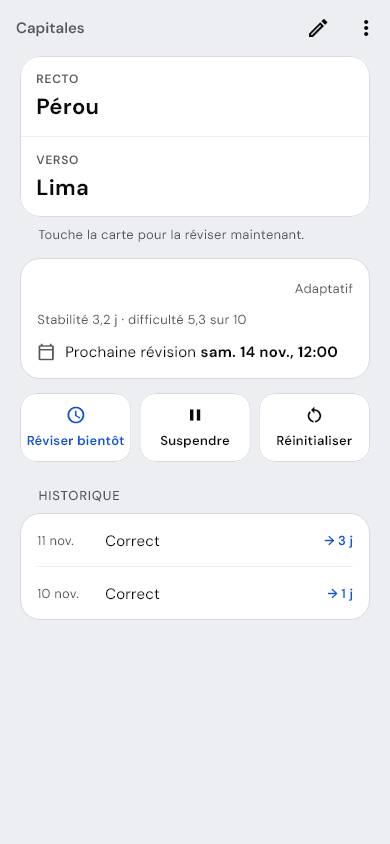 Capitales
RECTO
Pérou
VERSO
Lima
Touche la carte pour la réviser maintenant.
Adaptatif
Stabilité 3,2 j · difficulté 5,3 sur 10
Prochaine révision sam. 14 nov., 12:00
Réviser bientôt
Suspendre
Réinitialiser
HISTORIQUE
11 nov. Correct → 3 j
10 nov. Correct → 1 j